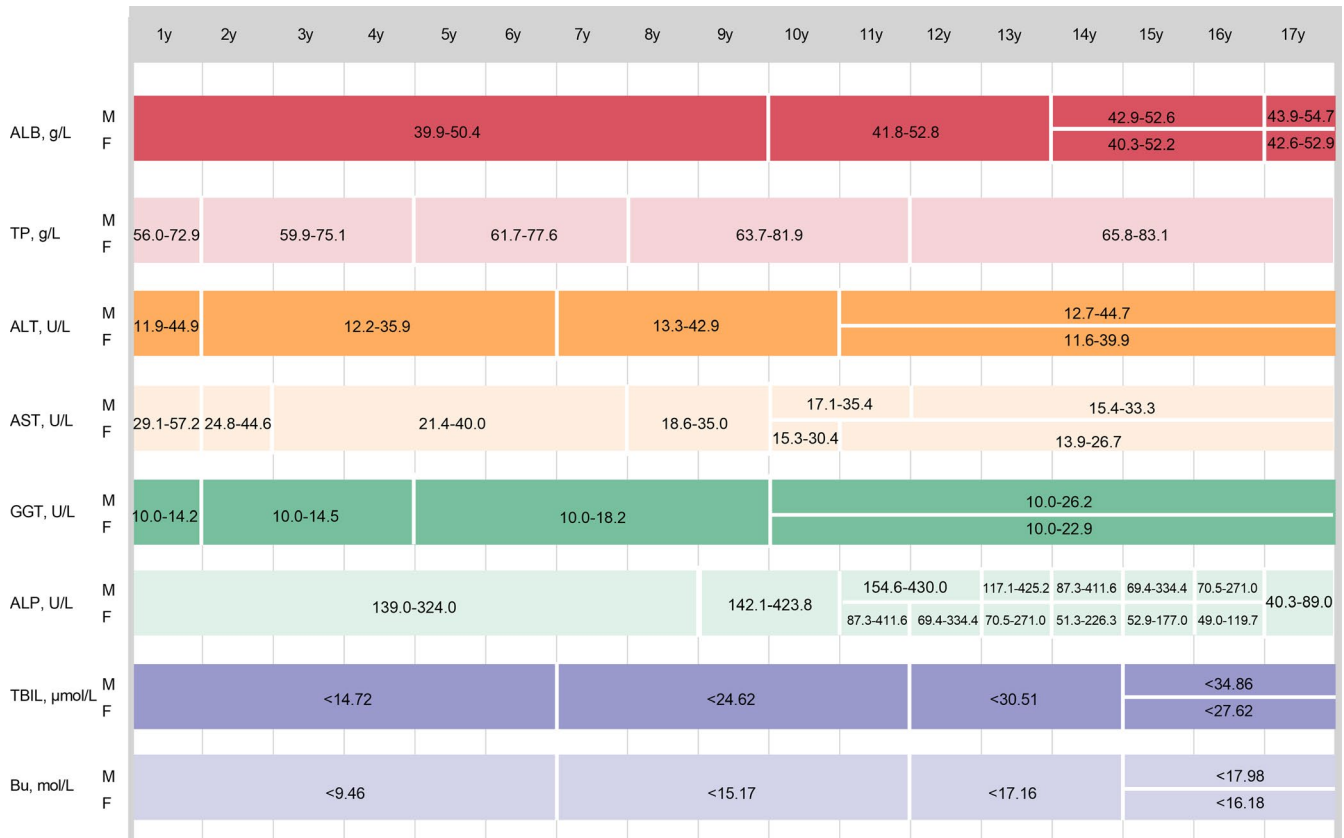 1y 2y 3y 4y 5y 6y 7y 8y 9y 10y 11y 12y 13y 14y 15y 16y 17y
ALB, g/L
M
F
39.9-50.4
41.8-52.8
42.9-52.6
43.9-54.7
40.3-52.2
42.6-52.9
TP, g/L
M
F
56.0-72.9
59.9-75.1
61.7-77.6
63.7-81.9
65.8-83.1
ALT, U/L
M
F
11.9-44.9
12.2-35.9
13.3-42.9
12.7-44.7
11.6-39.9
AST, U/L
M
F
29.1-57.2
24.8-44.6
21.4-40.0
18.6-35.0
17.1-35.4
15.4-33.3
15.3-30.4
13.9-26.7
GGT, U/L
M
F
10.0-14.2
10.0-14.5
10.0-18.2
10.0-26.2
10.0-22.9
ALP, U/L
M
F
139.0-324.0
142.1-423.8
154.6-430.0
117.1-425.2
87.3-411.6
69.4-334.4
70.5-271.0
40.3-89.0
87.3-411.6
69.4-334.4
70.5-271.0
51.3-226.3
52.9-177.0
49.0-119.7
TBIL, μmol/L
M
F
<14.72
<24.62
<30.51
<34.86
<27.62
Bu, mol/L
M
F
<9.46
<15.17
<17.16
<17.98
<16.18